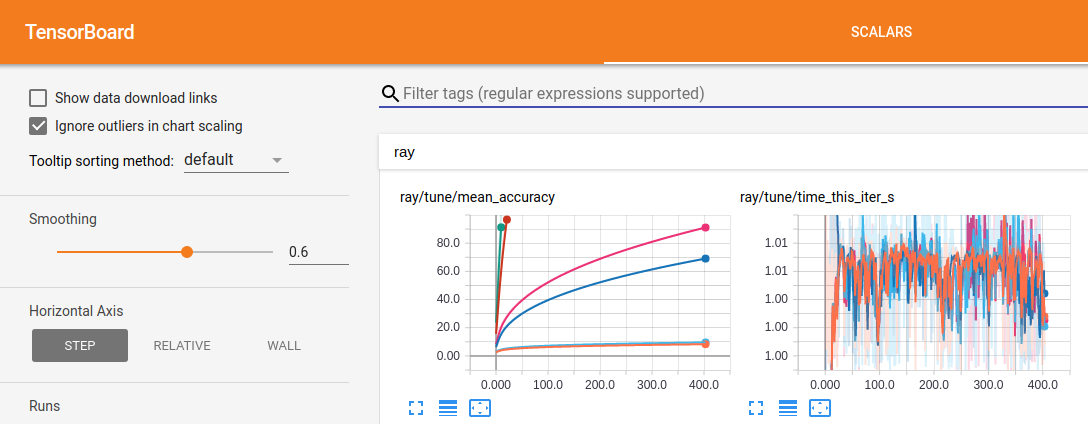 TensorBoard
SCALARS
Show data download links
Ignore outliers in chart scaling
Tooltip sorting method: default
Smoothing
0.6
Horizontal Axis
STEP RELATIVE WALL
Runs
Filter tags (regular expressions supported)
ray
ray/tune/mean_accuracy
80.0
60.0
40.0
20.0
0.00
0.000 100.0 200.0 300.0 400.0
ray/tune/time_this_iter_s
1.01
1.01
1.00
1.00
1.00
0.000 100.0 200.0 300.0 400.0